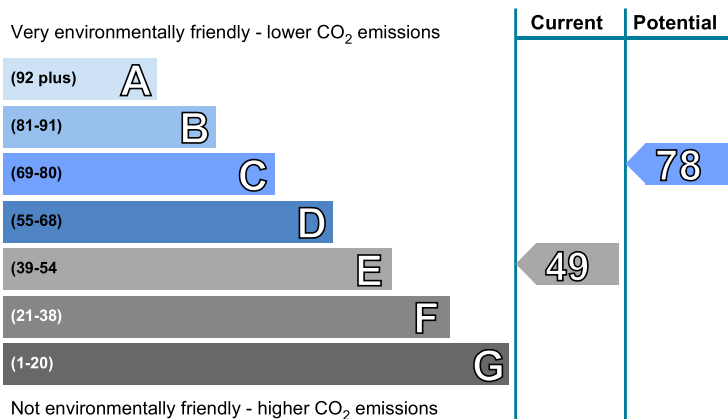 Current Potential
Very environmentally friendly - lower CO2 emissions
(92 plus) A
(81-91) B
(69-80) C
78
(55-68) D
(39-54 E
49
(21-38) F
(1-20) G
Not environmentally friendly - higher CO2 emissions